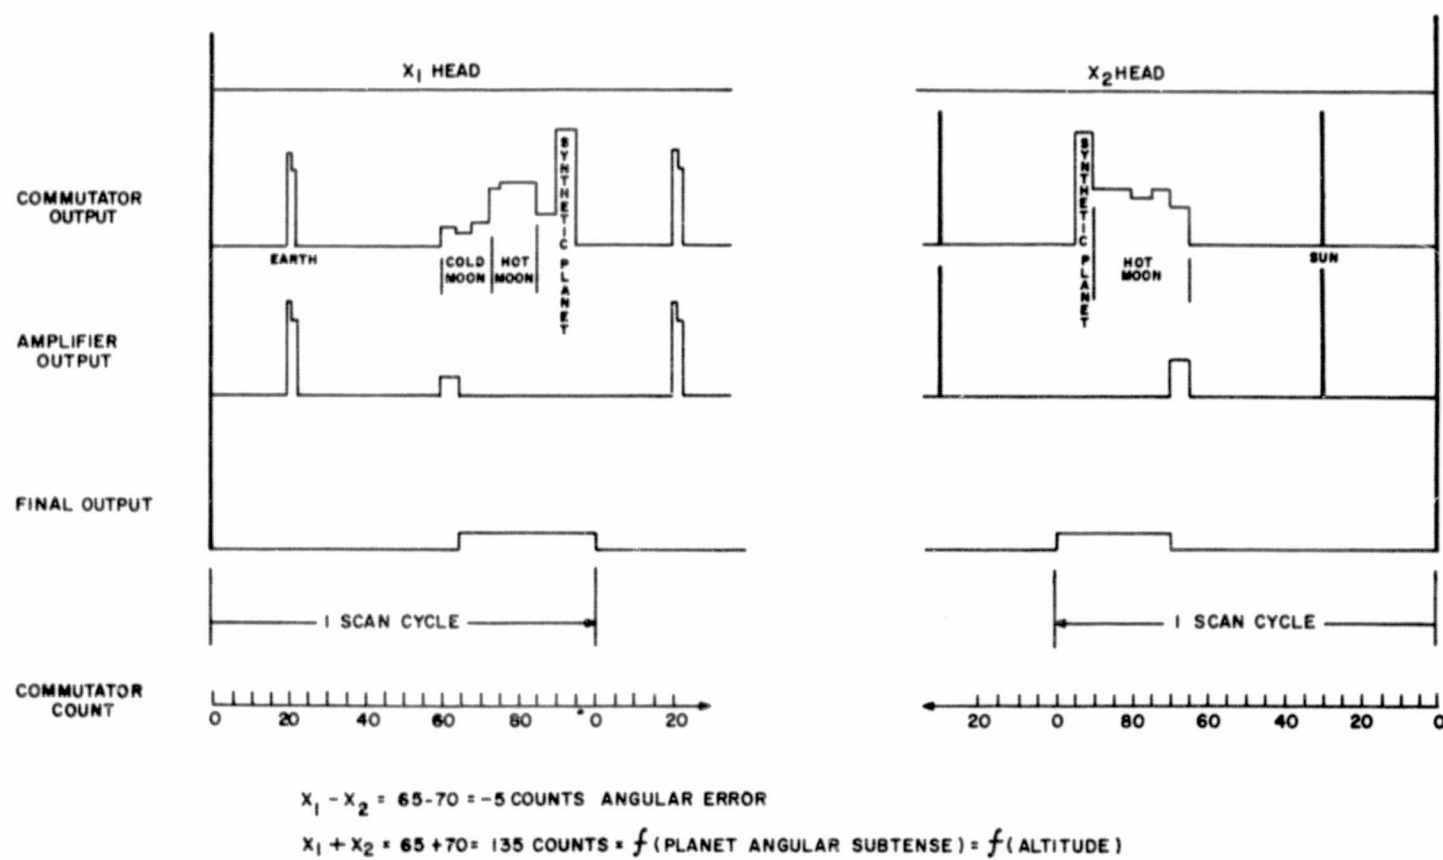 X₁ HEAD
X₂ HEAD
COMMUTATOR
OUTPUT
SYNTHETIC PLANET
SYNTHETIC PLANET
EARTH
COLD
MOON
HOT
MOON
HOT
MOON
SUN
AMPLIFIER
OUTPUT
FINAL OUTPUT
1 SCAN CYCLE
1 SCAN CYCLE
COMMUTATOR
COUNT
0 20 40 60 80 0 20
20 0 80 60 40 20 0
X₁ - X₂ = 65-70 = -5 COUNTS ANGULAR ERROR
X₁ + X₂ = 65 + 70 = 135 COUNTS = f (PLANET ANGULAR SUBTENSE) = f (ALTITUDE)